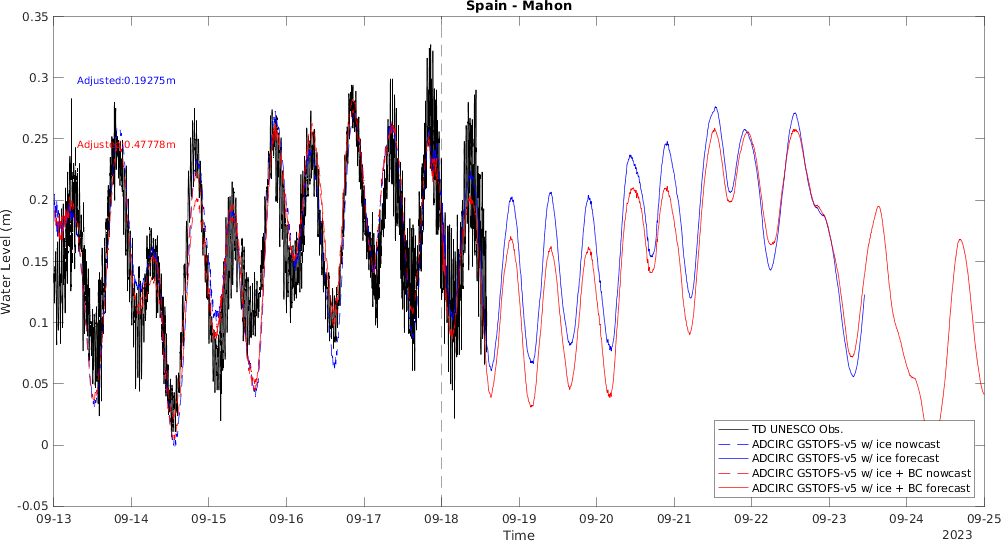 Spain - Mahon
0.35
0.3
0.25
0.2
0.15
0.1
0.05
0
-0.05
Water Level (m)
Adjusted:0.19275m
Adjusted:0.47778m
TD UNESCO Obs.
ADCIRC GSTOFS-v5 w/ ice nowcast
ADCIRC GSTOFS-v5 w/ ice forecast
ADCIRC GSTOFS-v5 w/ ice + BC nowcast
ADCIRC GSTOFS-v5 w/ ice + BC forecast
09-13 09-14 09-15 09-16 09-17 09-18 09-19 09-20 09-21 09-22 09-23 09-24 09-25
Time
2023